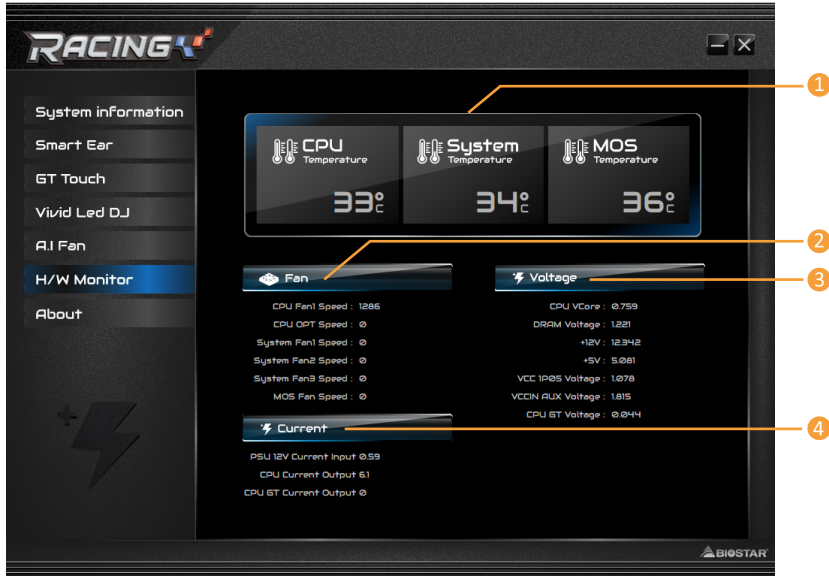 RACING
System information
Smart Ear
GT Touch
Vivid Led DJ
A.I Fan
H/W Monitor
About
1
CPU
Temperature
33°C
System
Temperature
34°C
MOS
Temperature
36°C
2
Fan
CPU Fan1 Speed : 1286
CPU OPT Speed : 0
System Fan1 Speed : 0
System Fan2 Speed : 0
System Fan3 Speed : 0
MOS Fan Speed : 0
3
Voltage
CPU VCore : 0.759
DRAM Voltage : 1.221
+12V : 12.342
+5V : 5.081
VCC 1P05 Voltage : 1.078
VCCIN AUX Voltage : 1.815
CPU GT Voltage : 0.044
4
Current
PSU 12V Current Input 0.59
CPU Current Output 6.1
CPU GT Current Output 0
BIOSTAR